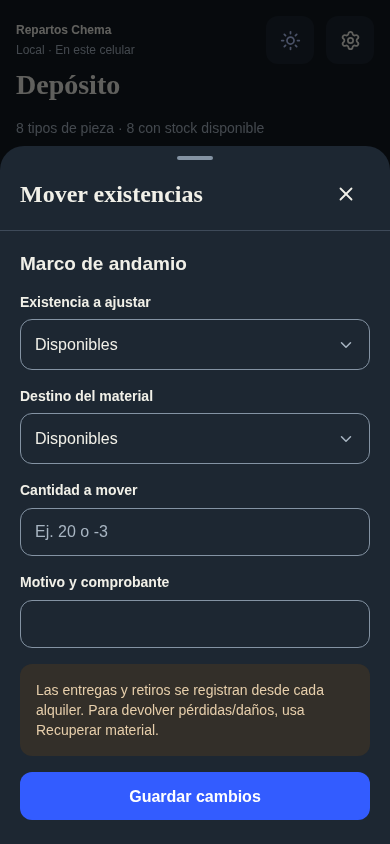 Repartos Chema
Local · En este celular
Depósito
8 tipos de pieza · 8 con stock disponible
Mover existencias
Marco de andamio
Existencia a ajustar
Disponibles
Destino del material
Disponibles
Cantidad a mover
Ej. 20 o -3
Motivo y comprobante
Las entregas y retiros se registran desde cada
alquiler. Para devolver pérdidas/daños, usa
Recuperar material.
Guardar cambios